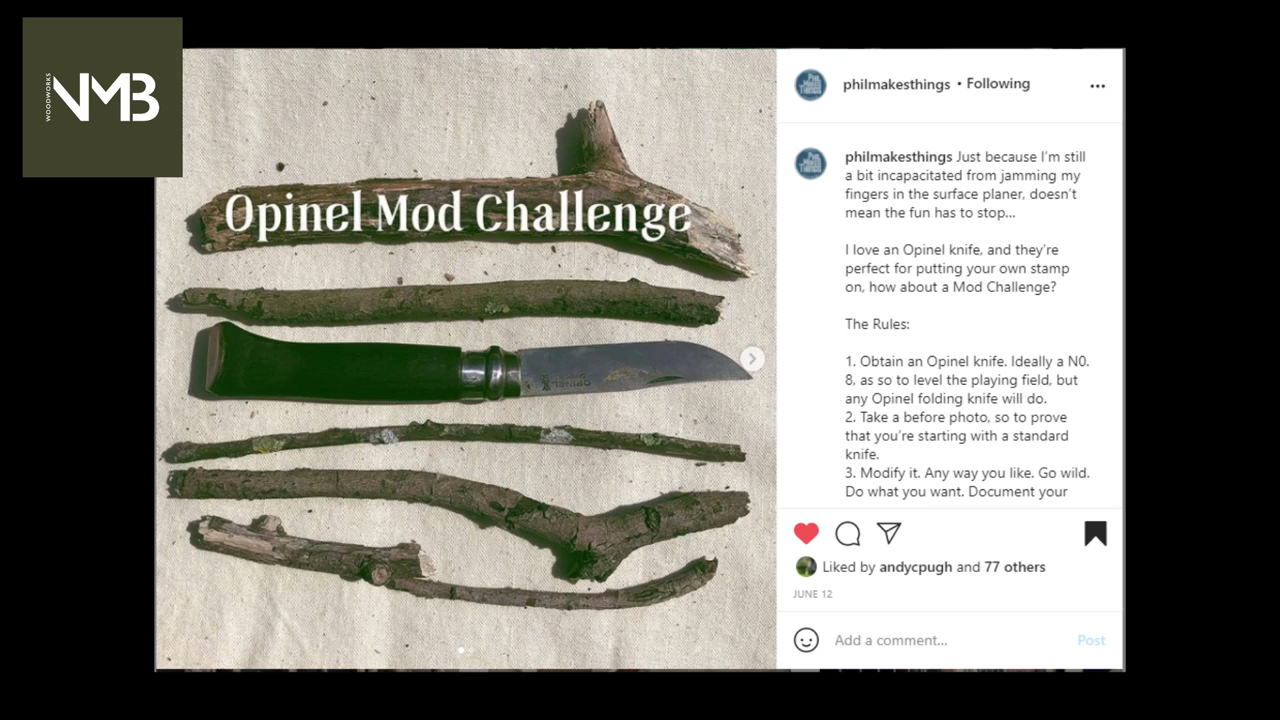 WOODWORKS
NMB
Opinel Mod Challenge
OPINEL
philmakesthings • Following
philmakesthings Just because I'm still
a bit incapacitated from jamming my
fingers in the surface planer, doesn't
mean the fun has to stop...
I love an Opinel knife, and they're
perfect for putting your own stamp
on, how about a Mod Challenge?
The Rules:
1. Obtain an Opinel knife. Ideally a N0.
8, as so to level the playing field, but
any Opinel folding knife will do.
2. Take a before photo, so to prove
that you're starting with a standard
knife.
3. Modify it. Any way you like. Go wild.
Do what you want. Document your
Liked by andycpugh and 77 others
JUNE 12
Add a comment...
Post